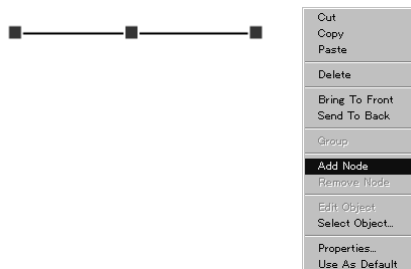 Cut
Copy
Paste
Delete
Bring To Front
Send To Back
Group
Add Node
Remove Node
Edit Object
Select Object...
Properties...
Use As Default